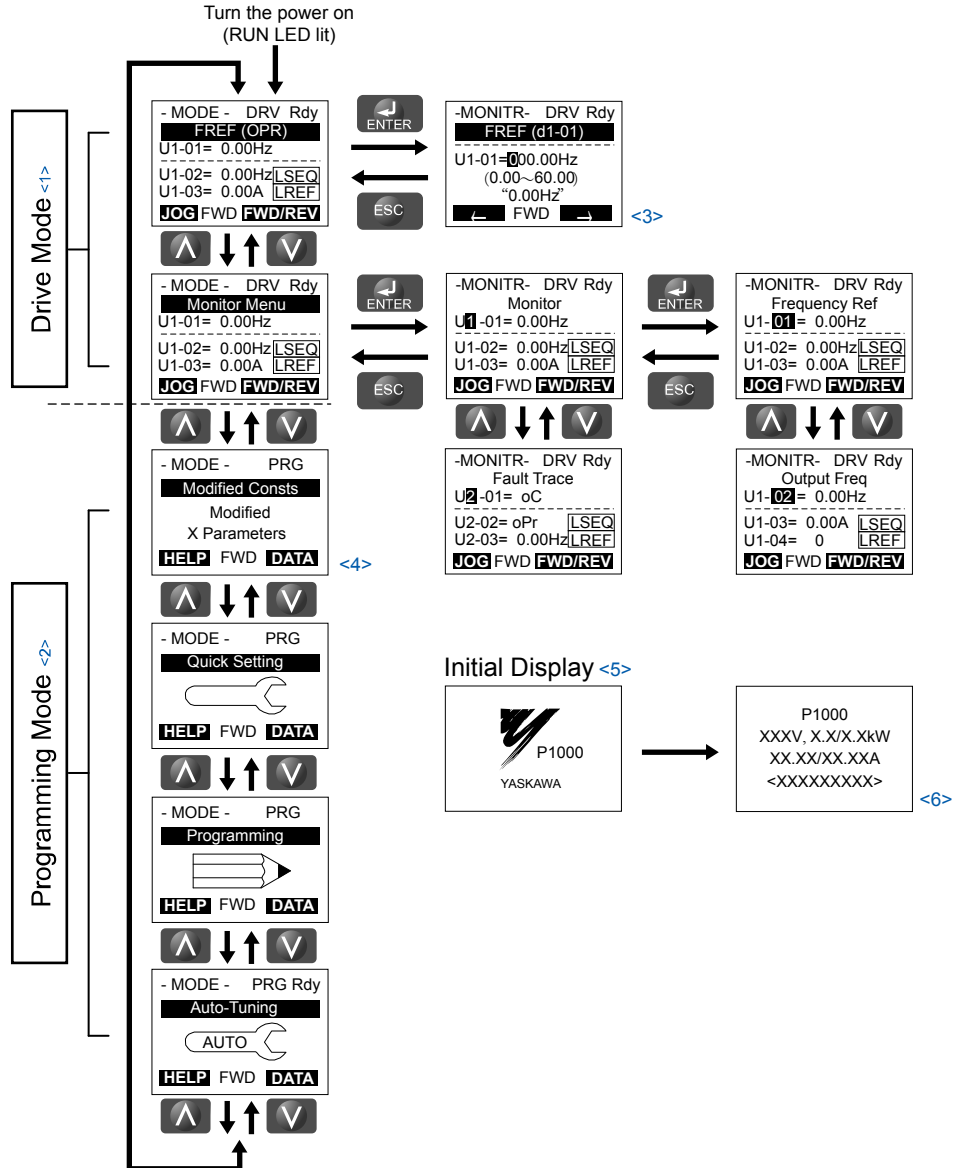 Turn the power on
(RUN LED lit)
Drive Mode <1>
- MODE - DRV Rdy
FREF (OPR)
U1-01= 0.00Hz
U1-02= 0.00Hz LSEQ
U1-03= 0.00A LREF
JOG FWD FWD/REV
ENTER
ESC
-MONITR- DRV Rdy
FREF (d1-01)
U1-01=000.00Hz
(0.00~60.00)
“0.00Hz”
← FWD →
<3>
- MODE - DRV Rdy
Monitor Menu
U1-01= 0.00Hz
U1-02= 0.00Hz LSEQ
U1-03= 0.00A LREF
JOG FWD FWD/REV
ENTER
ESC
-MONITR- DRV Rdy
Monitor
U1 -01= 0.00Hz
U1-02= 0.00Hz LSEQ
U1-03= 0.00A LREF
JOG FWD FWD/REV
ENTER
ESC
-MONITR- DRV Rdy
Frequency Ref
U1- 01 = 0.00Hz
U1-02= 0.00Hz LSEQ
U1-03= 0.00A LREF
JOG FWD FWD/REV
-MONITR- DRV Rdy
Fault Trace
U2 -01= oC
U2-02= oPr LSEQ
U2-03= 0.00Hz LREF
JOG FWD FWD/REV
-MONITR- DRV Rdy
Output Freq
U1- 02 = 0.00Hz
U1-03= 0.00A LSEQ
U1-04= 0 LREF
JOG FWD FWD/REV
Programming Mode <2>
- MODE - PRG
Modified Consts
Modified
X Parameters
HELP FWD DATA
<4>
- MODE - PRG
Quick Setting
HELP FWD DATA
- MODE - PRG
Programming
HELP FWD DATA
- MODE - PRG Rdy
Auto-Tuning
AUTO
HELP FWD DATA
Initial Display <5>
P1000
YASKAWA
P1000
XXXV, X.X/X.XkW
XX.XX/XX.XXA
<XXXXXXXXX>
<6>